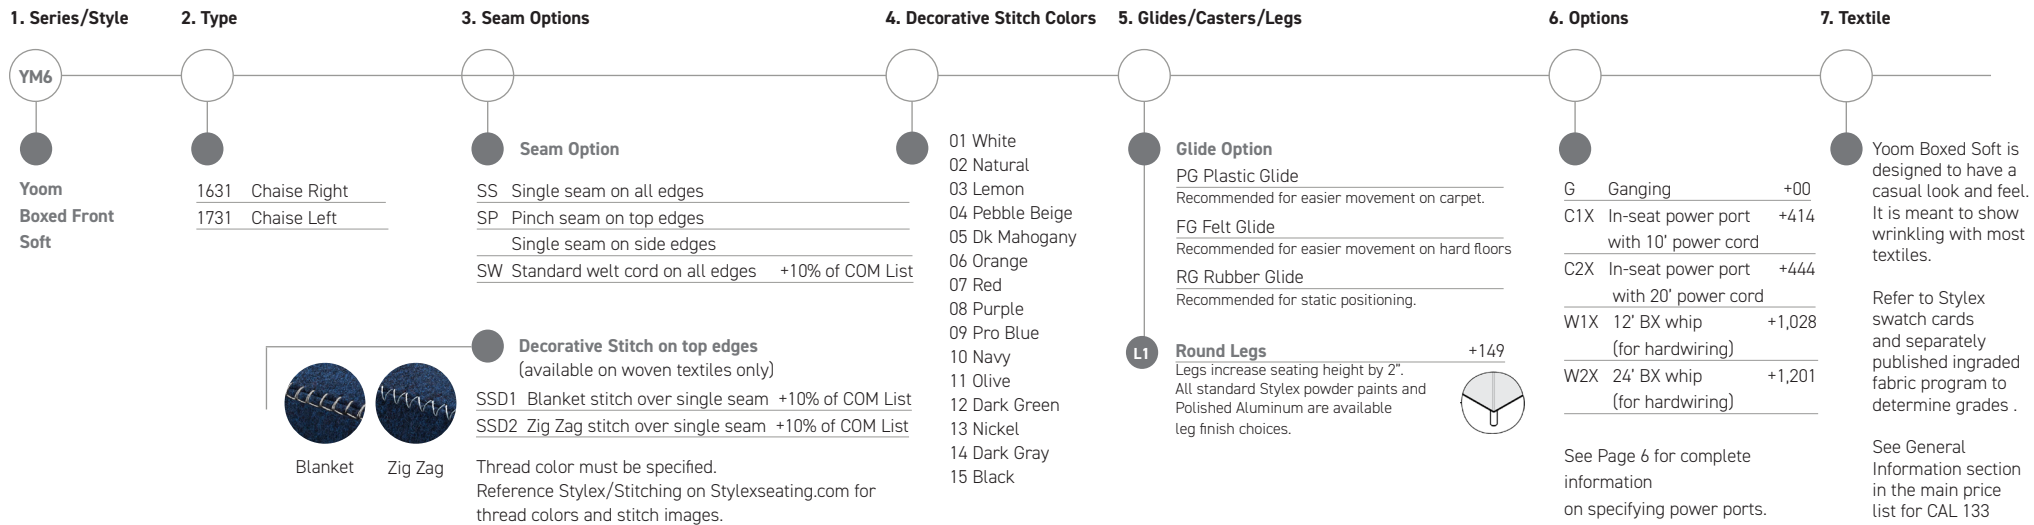 1. Series/Style
2. Type
3. Seam Options
4. Decorative Stitch Colors
5. Glides/Casters/Legs
6. Options
7. Textile
YM6
Yoom
Boxed Front
Soft
1631 Chaise Right
1731 Chaise Left
Seam Option
SS Single seam on all edges
SP Pinch seam on top edges
Single seam on side edges
SW Standard welt cord on all edges +10% of COM List
Decorative Stitch on top edges
(available on woven textiles only)
SSD1 Blanket stitch over single seam +10% of COM List
SSD2 Zig Zag stitch over single seam +10% of COM List
Blanket
Zig Zag
Thread color must be specified.
Reference Stylex/Stitching on Stylexseating.com for
thread colors and stitch images.
01 White
02 Natural
03 Lemon
04 Pebble Beige
05 Dk Mahogany
06 Orange
07 Red
08 Purple
09 Pro Blue
10 Navy
11 Olive
12 Dark Green
13 Nickel
14 Dark Gray
15 Black
Glide Option
PG Plastic Glide
Recommended for easier movement on carpet.
FG Felt Glide
Recommended for easier movement on hard floors
RG Rubber Glide
Recommended for static positioning.
L1 Round Legs +149
Legs increase seating height by 2".
All standard Stylex powder paints and
Polished Aluminum are available
leg finish choices.
G Ganging +00
C1X In-seat power port +414
with 10' power cord
C2X In-seat power port +444
with 20' power cord
W1X 12' BX whip +1,028
(for hardwiring)
W2X 24' BX whip +1,201
(for hardwiring)
See Page 6 for complete
information
on specifying power ports.
Yoom Boxed Soft is
designed to have a
casual look and feel.
It is meant to show
wrinkling with most
textiles.
Refer to Stylex
swatch cards
and separately
published ingraded
fabric program to
determine grades .
See General
Information section
in the main price
list for CAL 133